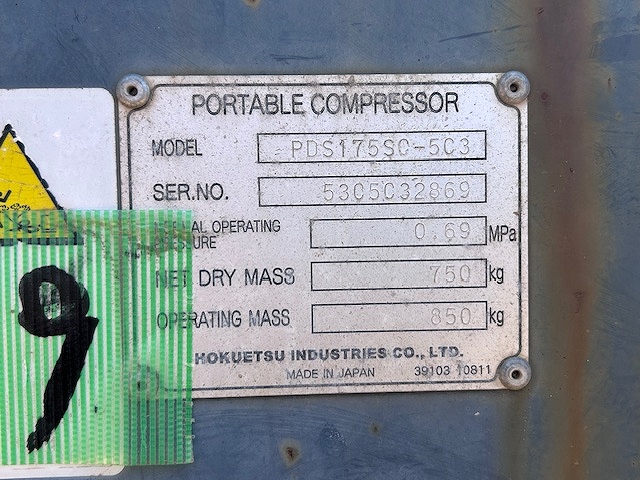 PORTABLE COMPRESSOR
MODEL PDS175SC-5C3
SER.NO. 5305C32869
OPERATING 0.69 MPa
NET DRY MASS 750 kg
OPERATING MASS 850 kg
HOKUETSU INDUSTRIES CO., LTD.
MADE IN JAPAN 39103 10811
9